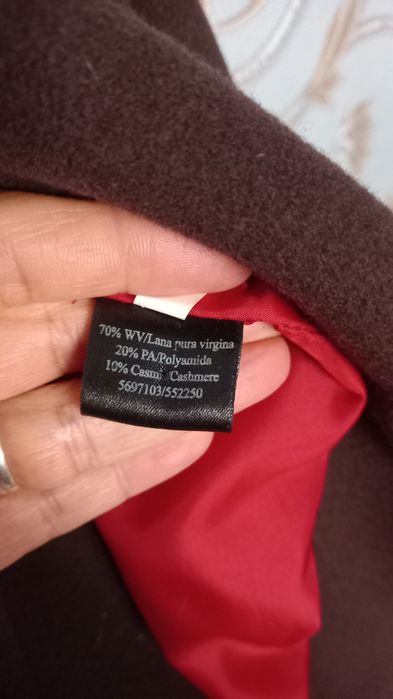 70% WV/Lana pura virgina
20% PA/Polyamida
10% Casmi Cashmere
5697103/552250